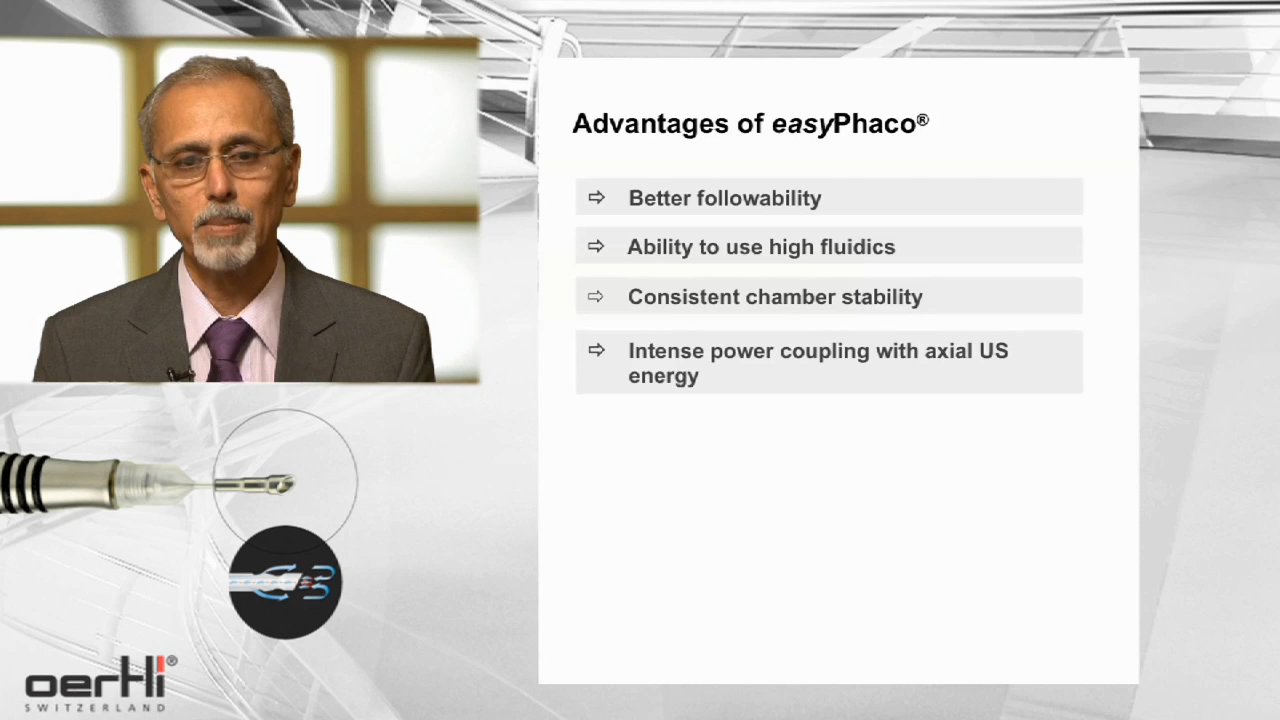 Advantages of easyPhaco®
⇨ Better followability
⇨ Ability to use high fluidics
⇨ Consistent chamber stability
⇨ Intense power coupling with axial US
energy
oertli®
SWITZERLAND